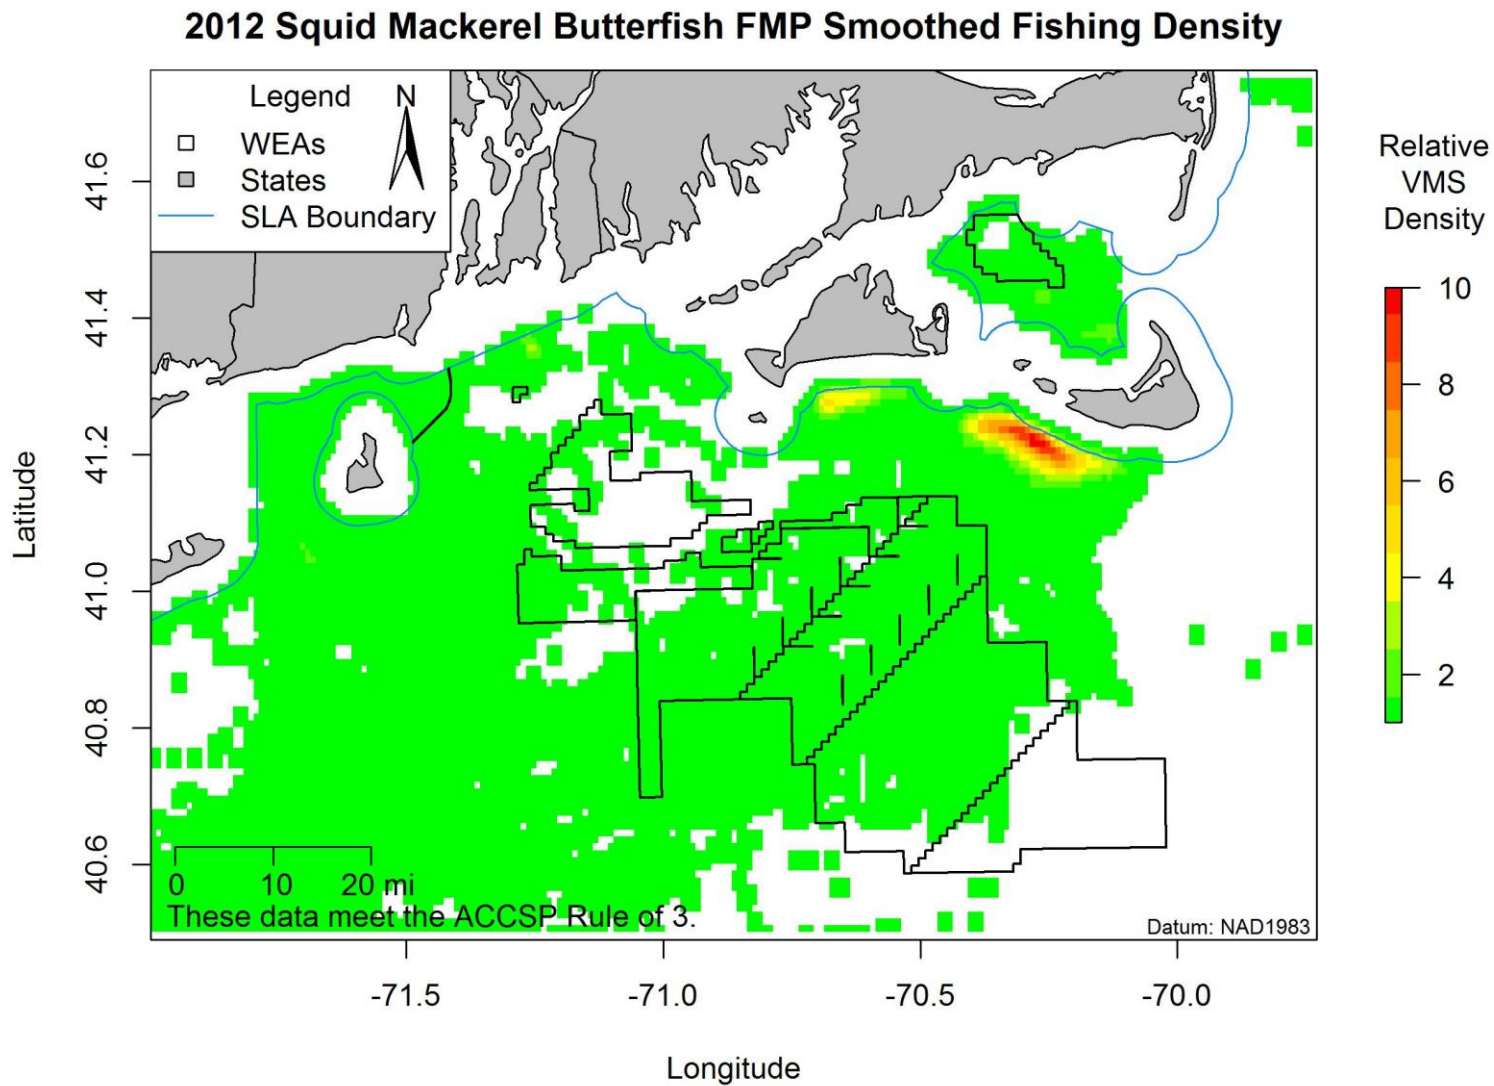 2012 Squid Mackerel Butterfish FMP Smoothed Fishing Density
Legend
N
WEAs
States
SLA Boundary
Relative
VMS
Density
10
8
6
4
2
Latitude
41.6
41.4
41.2
41.0
40.8
40.6
0 10 20 mi
These data meet the ACCSP Rule of 3.
Datum: NAD1983
-71.5 -71.0 -70.5 -70.0
Longitude